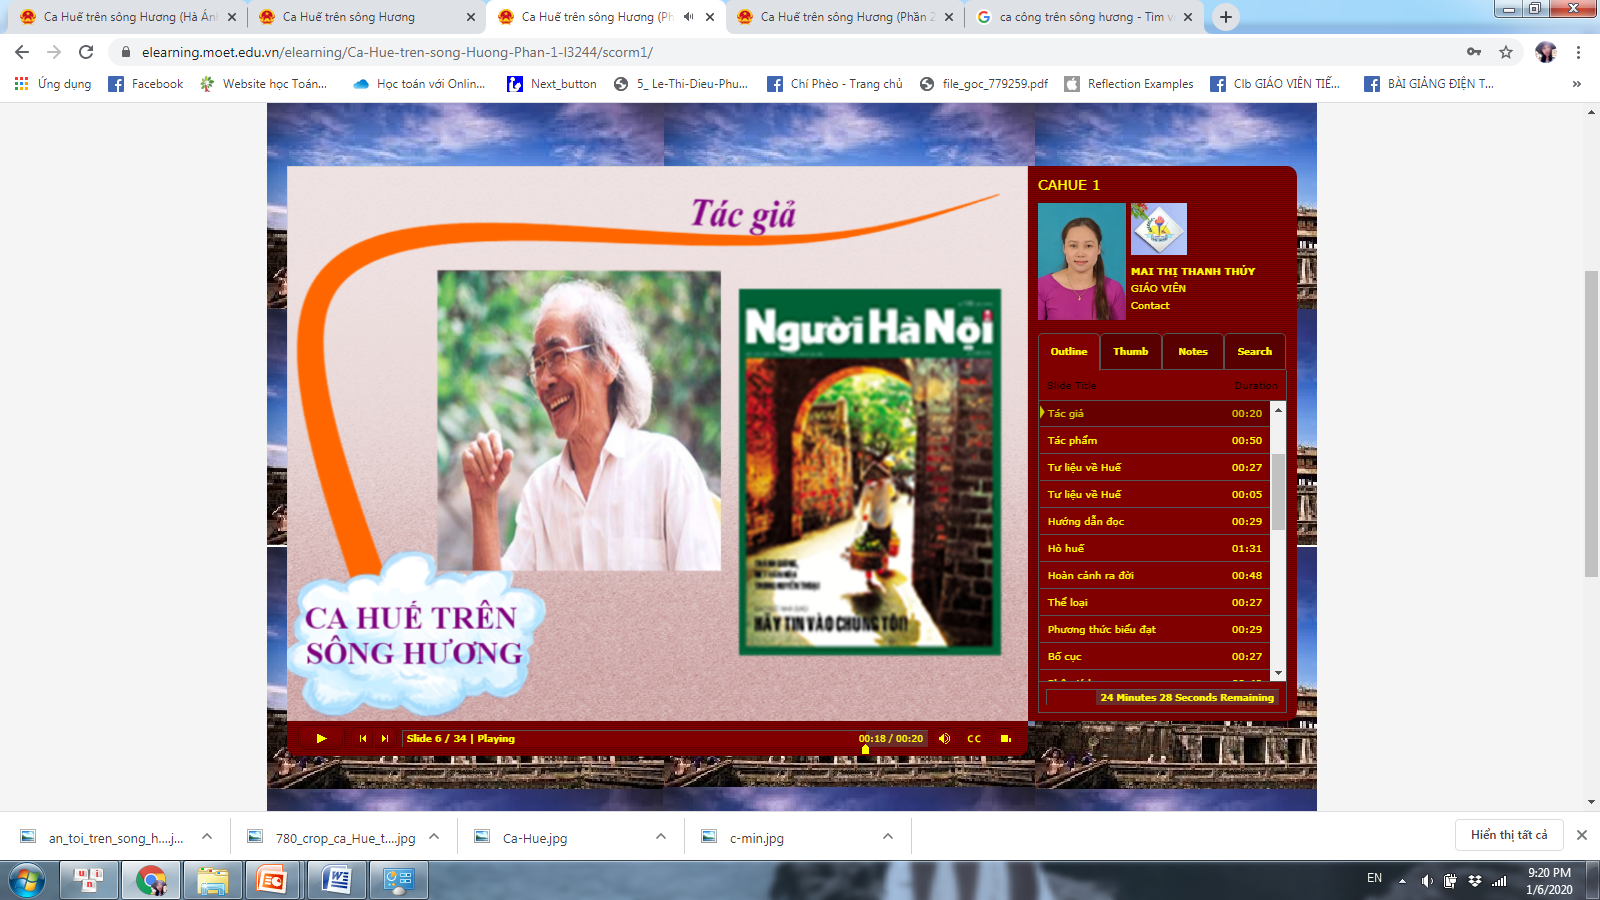 Ca Huế trên sông Hương (Hà Ánh
Ca Huế trên sông Hương
Ca Huế trên sông Hương (Ph
Ca Huế trên sông Hương (Phần 2
ca công trên sông hương - Tìm v
elearning.moet.edu.vn/elearning/Ca-Hue-tren-song-Huong-Phan-1-l3244/scorm1/
Ứng dụng
Facebook
Website học Toán...
Học toán với Onlin...
Next_button
5_ Le-Thi-Dieu-Phu...
Chí Phèo - Trang chủ
file_goc_779259.pdf
Reflection Examples
Clb GIÁO VIÊN TIẾ...
BÀI GIẢNG ĐIỆN T...
Tác giả
Người Hà Nội
HÃY TIN VÀO CHÚNG TÔI!
CA HUẾ TRÊN
SÔNG HƯƠNG
CAHUE 1
MAI THỊ THANH THỦY
GIÁO VIÊN
Contact
Outline Thumb Notes Search
Slide Title Duration
Tác giả 00:20
Tác phẩm 00:50
Tư liệu về Huế 00:27
Tư liệu về Huế 00:05
Hướng dẫn đọc 00:29
Hò huế 01:31
Hoàn cảnh ra đời 00:48
Thể loại 00:27
Phương thức biểu đạt 00:29
Bố cục 00:27
24 Minutes 28 Seconds Remaining
Slide 6 / 34 | Playing
00:18 / 00:20
CC
an_toi_tren_song_h....j...
780_crop_ca_Hue_t....jpg
Ca-Hue.jpg
c-min.jpg
Hiển thị tất cả
EN
9:20 PM
1/6/2020